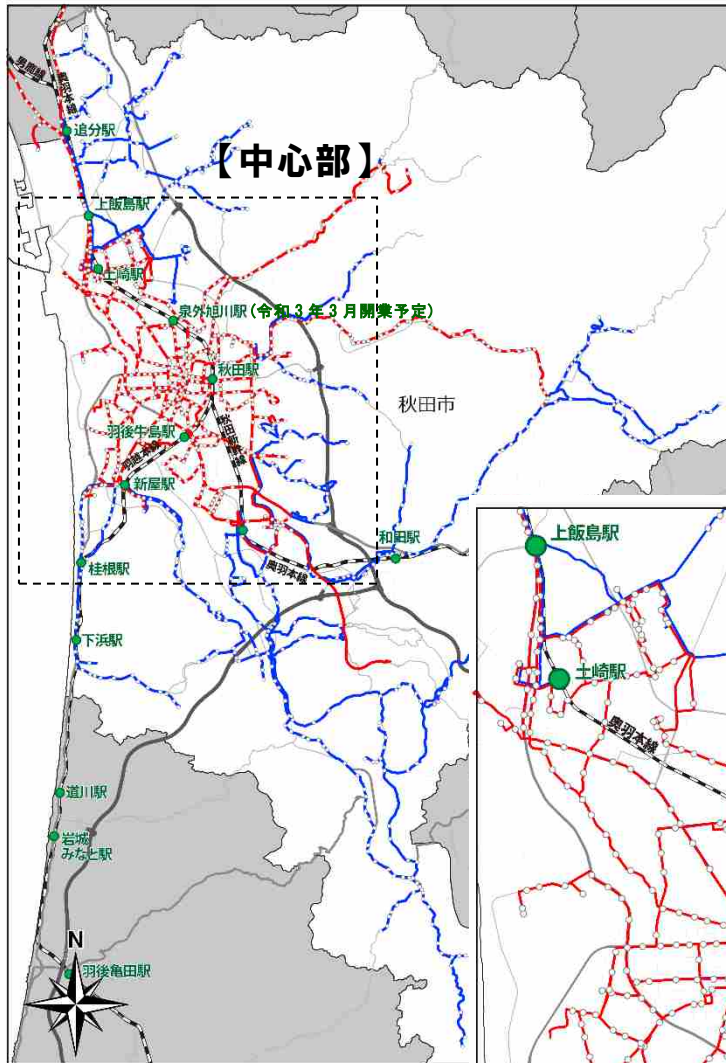 男鹿線
奥羽本線
追分駅
【中心部】
上飯島駅
土崎駅
泉外旭川駅(令和3年3月開業予定)
秋田駅
秋田市
羽後牛島駅
羽越本線
新屋駅
和田駅
奥羽本線
桂根駅
下浜駅
道川駅
岩城
みなと駅
N
羽後亀田駅
上飯島駅
土崎駅
奥羽本線